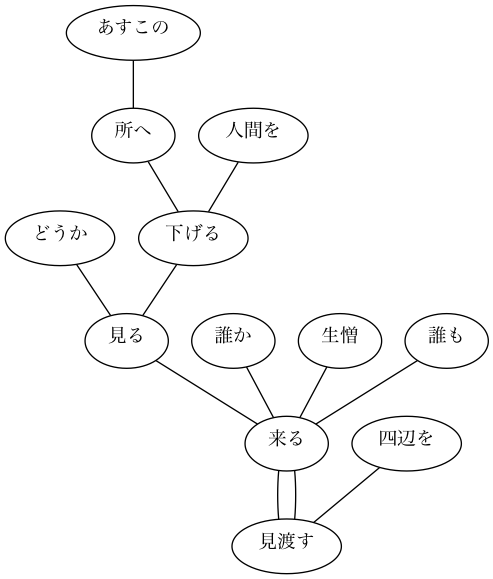 あすこの
所へ
人間を
どうか
下げる
見る
誰か
生憎
誰も
来る
四辺を
見渡す